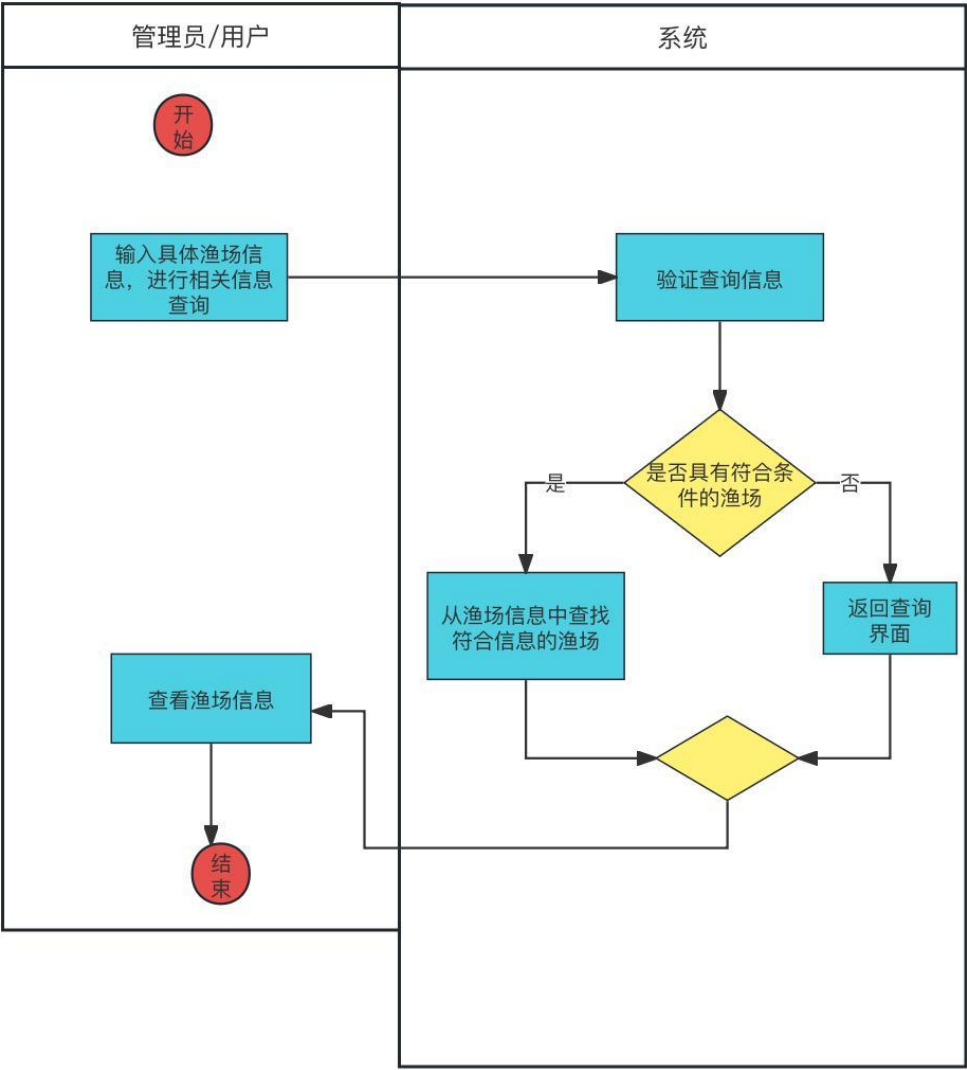 管理员/用户
系统
开
始
输入具体渔场信
息，进行相关信息
查询
验证查询信息
是否具有符合条
件的渔场
是
否
从渔场信息中查找
符合信息的渔场
返回查询
界面
查看渔场信息
结
束